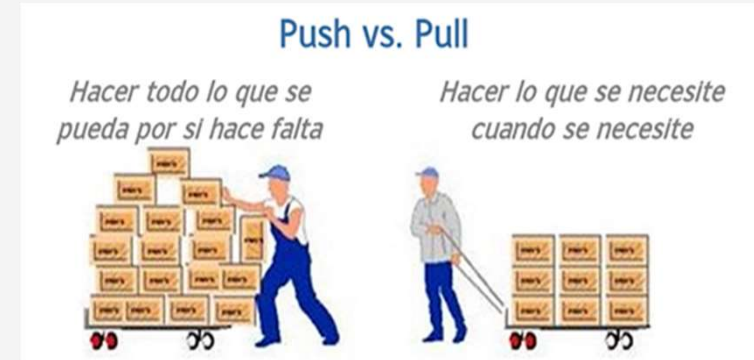 Push vs. Pull
Hacer todo lo que se
pueda por si hace falta
Hacer lo que se necesite
cuando se necesite